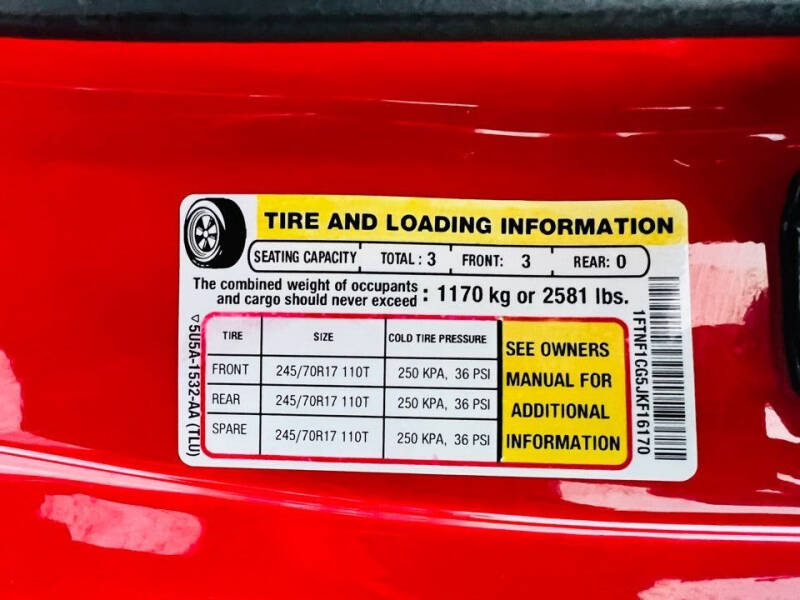 TIRE AND LOADING INFORMATION
SEATING CAPACITY TOTAL : 3 FRONT: 3 REAR: 0
The combined weight of occupants
and cargo should never exceed : 1170 kg or 2581 lbs.
TIRE SIZE COLD TIRE PRESSURE
FRONT 245/70R17 110T 250 KPA, 36 PSI
REAR 245/70R17 110T 250 KPA, 36 PSI
SPARE 245/70R17 110T 250 KPA, 36 PSI
SEE OWNERS
MANUAL FOR
ADDITIONAL
INFORMATION
5U5A-1532-AA (TLU)
1FTNF1CG5JKF16170